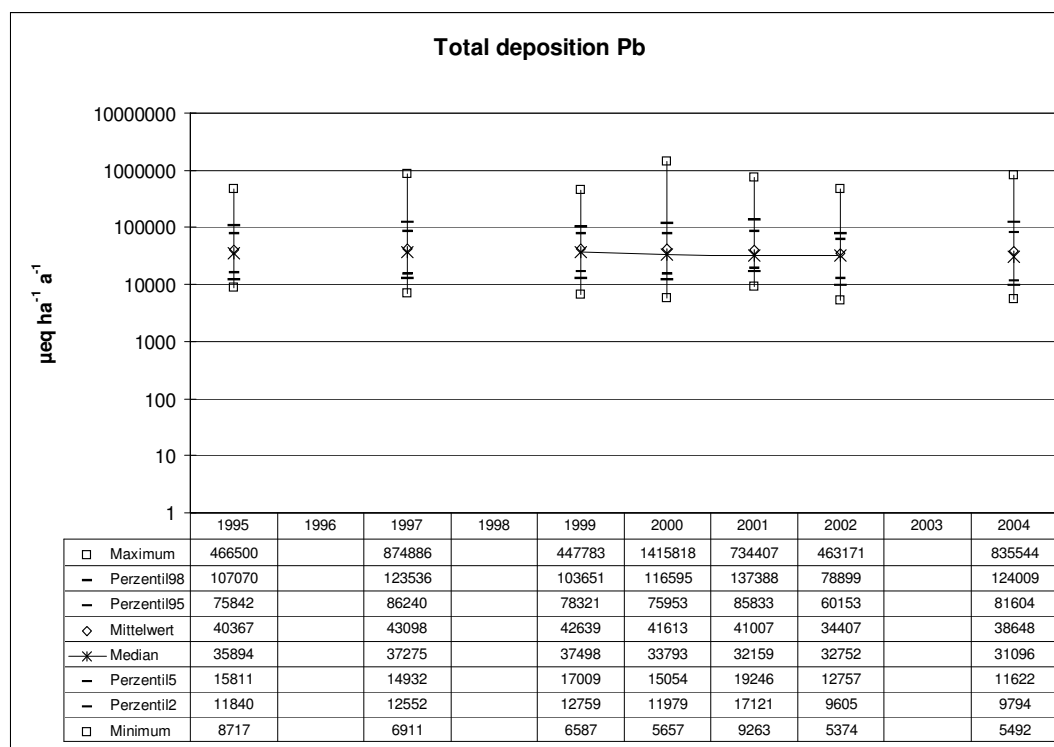 Total deposition Pb
10000000
1000000
100000
10000
1000
100
10
1
µeq ha⁻¹ a⁻¹
1995 1996 1997 1998 1999 2000 2001 2002 2003 2004
Maximum 466500 874886 447783 1415818 734407 463171 835544
Perzentil98 107070 123536 103651 116595 137388 78899 124009
Perzentil95 75842 86240 78321 75953 85833 60153 81604
Mittelwert 40367 43098 42639 41613 41007 34407 38648
Median 35894 37275 37498 33793 32159 32752 31096
Perzentil5 15811 14932 17009 15054 19246 12757 11622
Perzentil2 11840 12552 12759 11979 17121 9605 9794
Minimum 8717 6911 6587 5657 9263 5374 5492